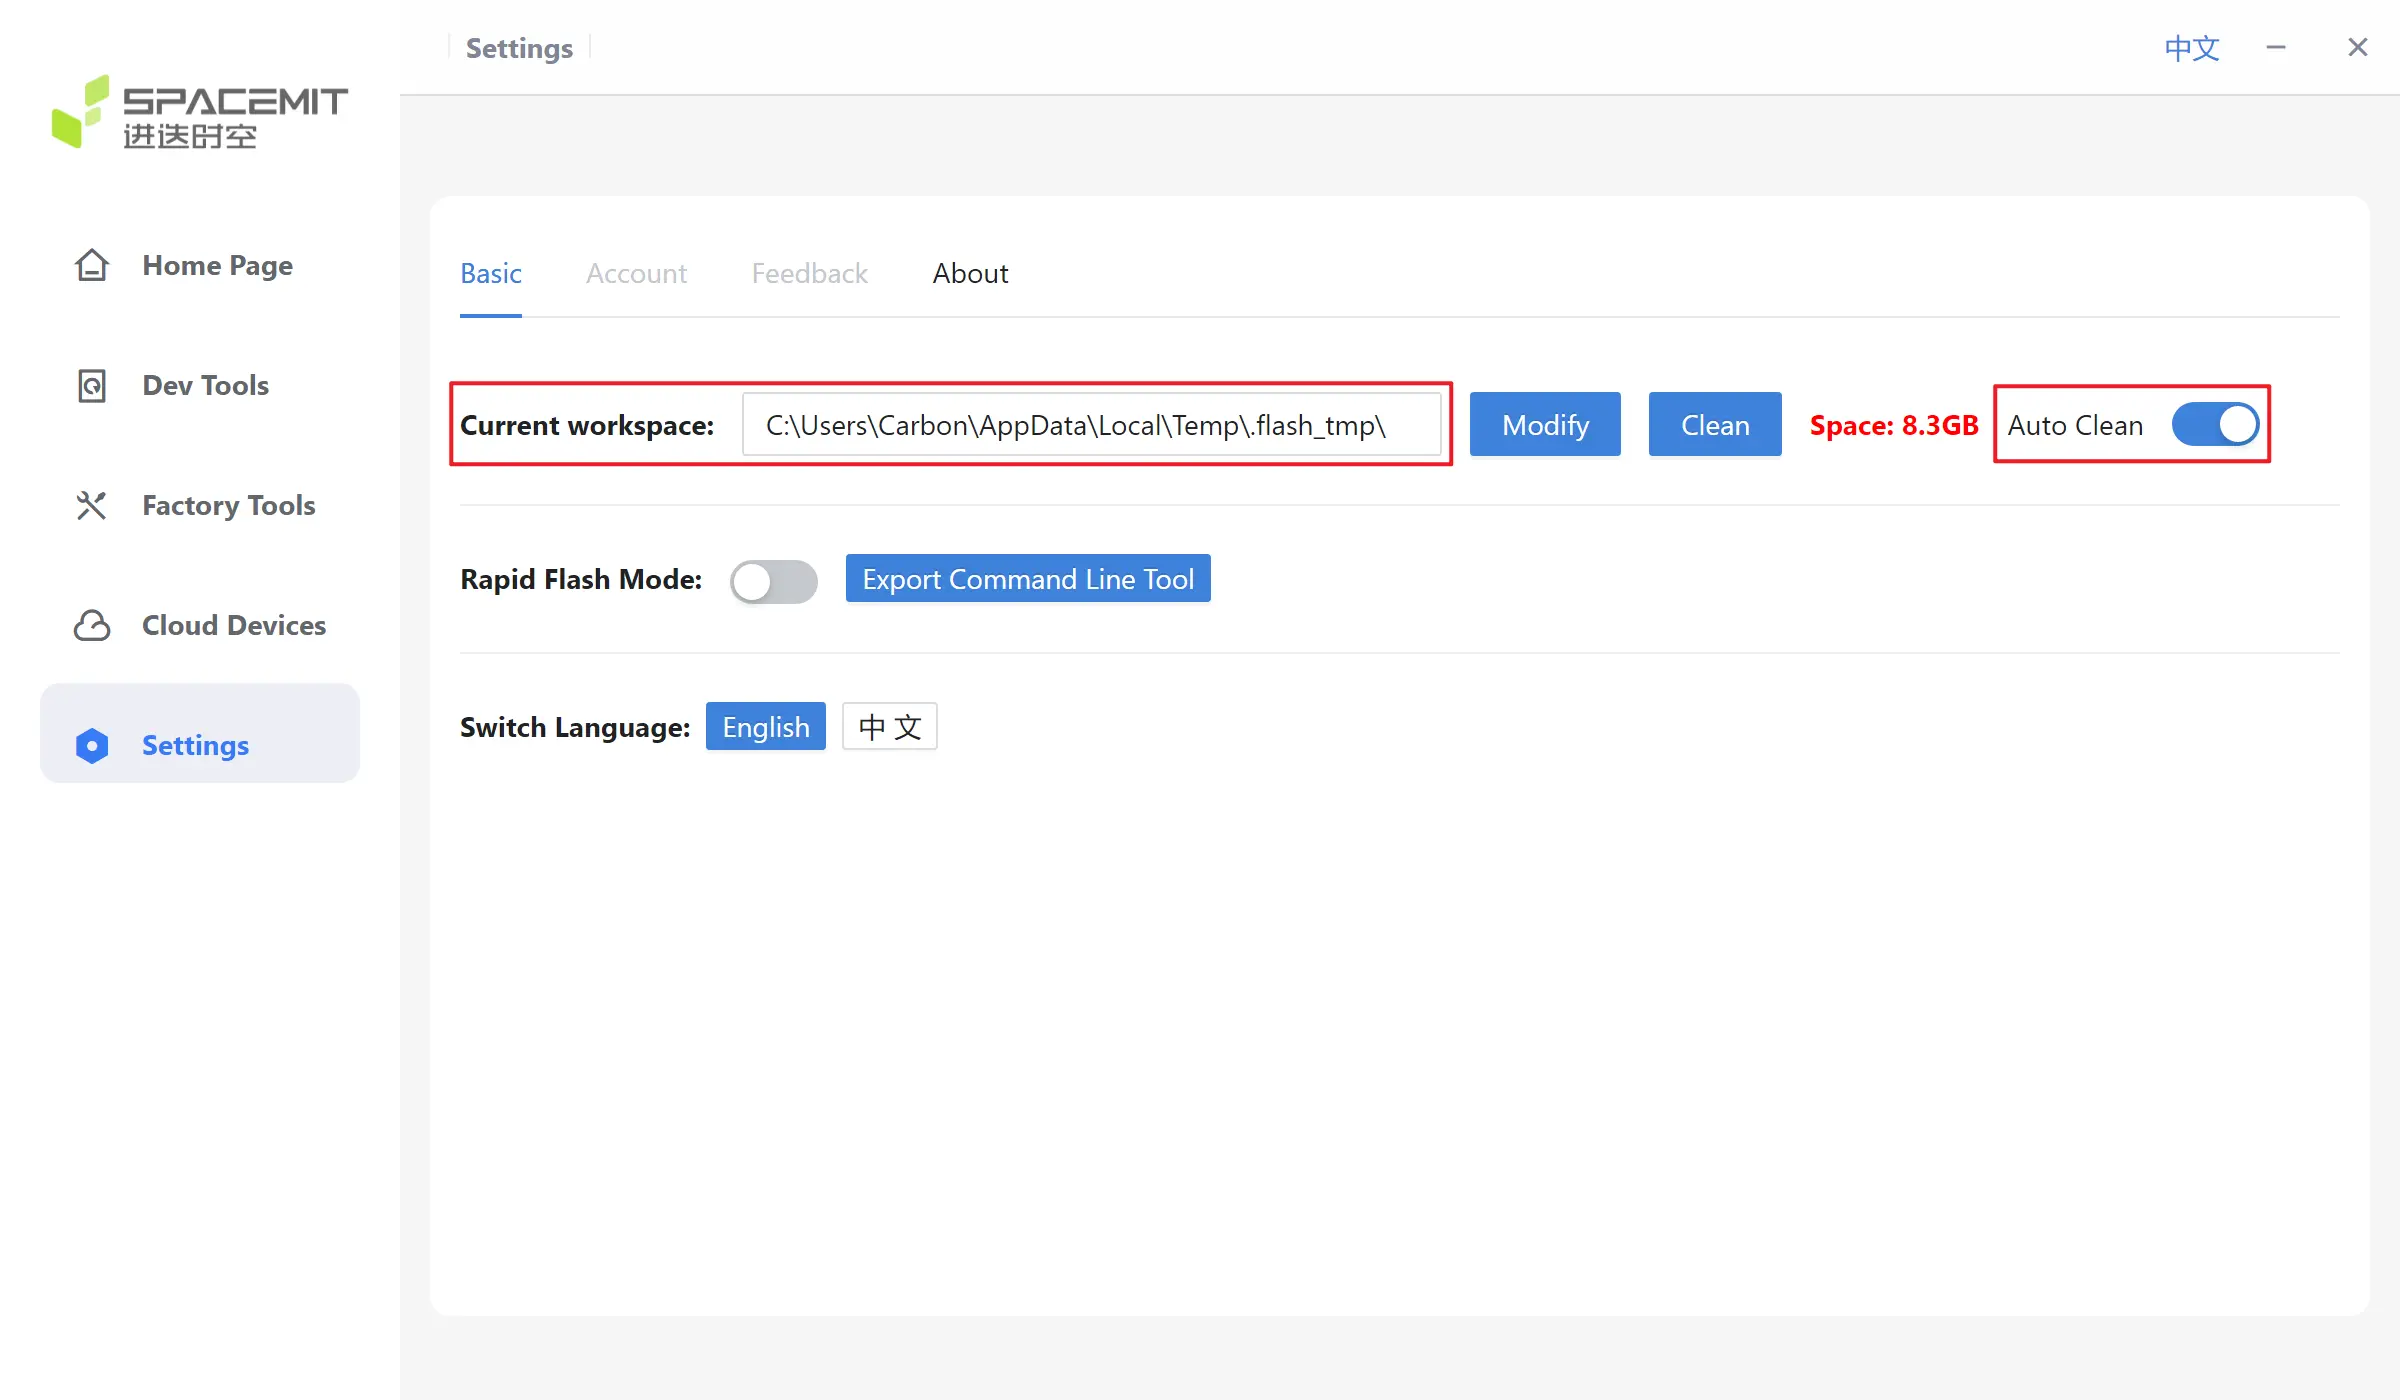 Settings
中文
SPACEMIT
进迭时空
Home Page
Dev Tools
Factory Tools
Cloud Devices
Settings
Basic Account Feedback About
Current workspace: C:\Users\Carbon\AppData\Local\Temp\.flash_tmp\ Modify Clean Space: 8.3GB Auto Clean
Rapid Flash Mode: Export Command Line Tool
Switch Language: English 中 文